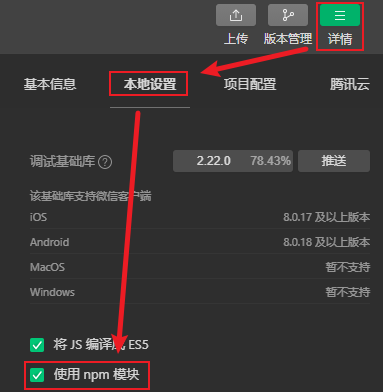 上传 版本管理 详情
基本信息 本地设置 项目配置 腾讯云
调试基础库 ? 2.22.0 78.43% 推送
该基础库支持微信客户端
iOS 8.0.17 及以上版本
Android 8.0.18 及以上版本
MacOS 暂不支持
Windows 暂不支持
将 JS 编译成 ES5
使用 npm 模块